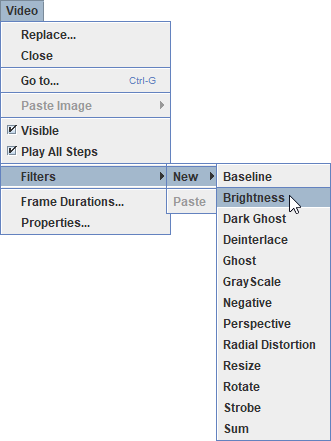 Video
Replace...
Close
Go to... Ctrl-G
Paste Image
Visible
Play All Steps
Filters
Frame Durations...
Properties...
New
Paste
Baseline
Brightness
Dark Ghost
Deinterlace
Ghost
GrayScale
Negative
Perspective
Radial Distortion
Resize
Rotate
Strobe
Sum